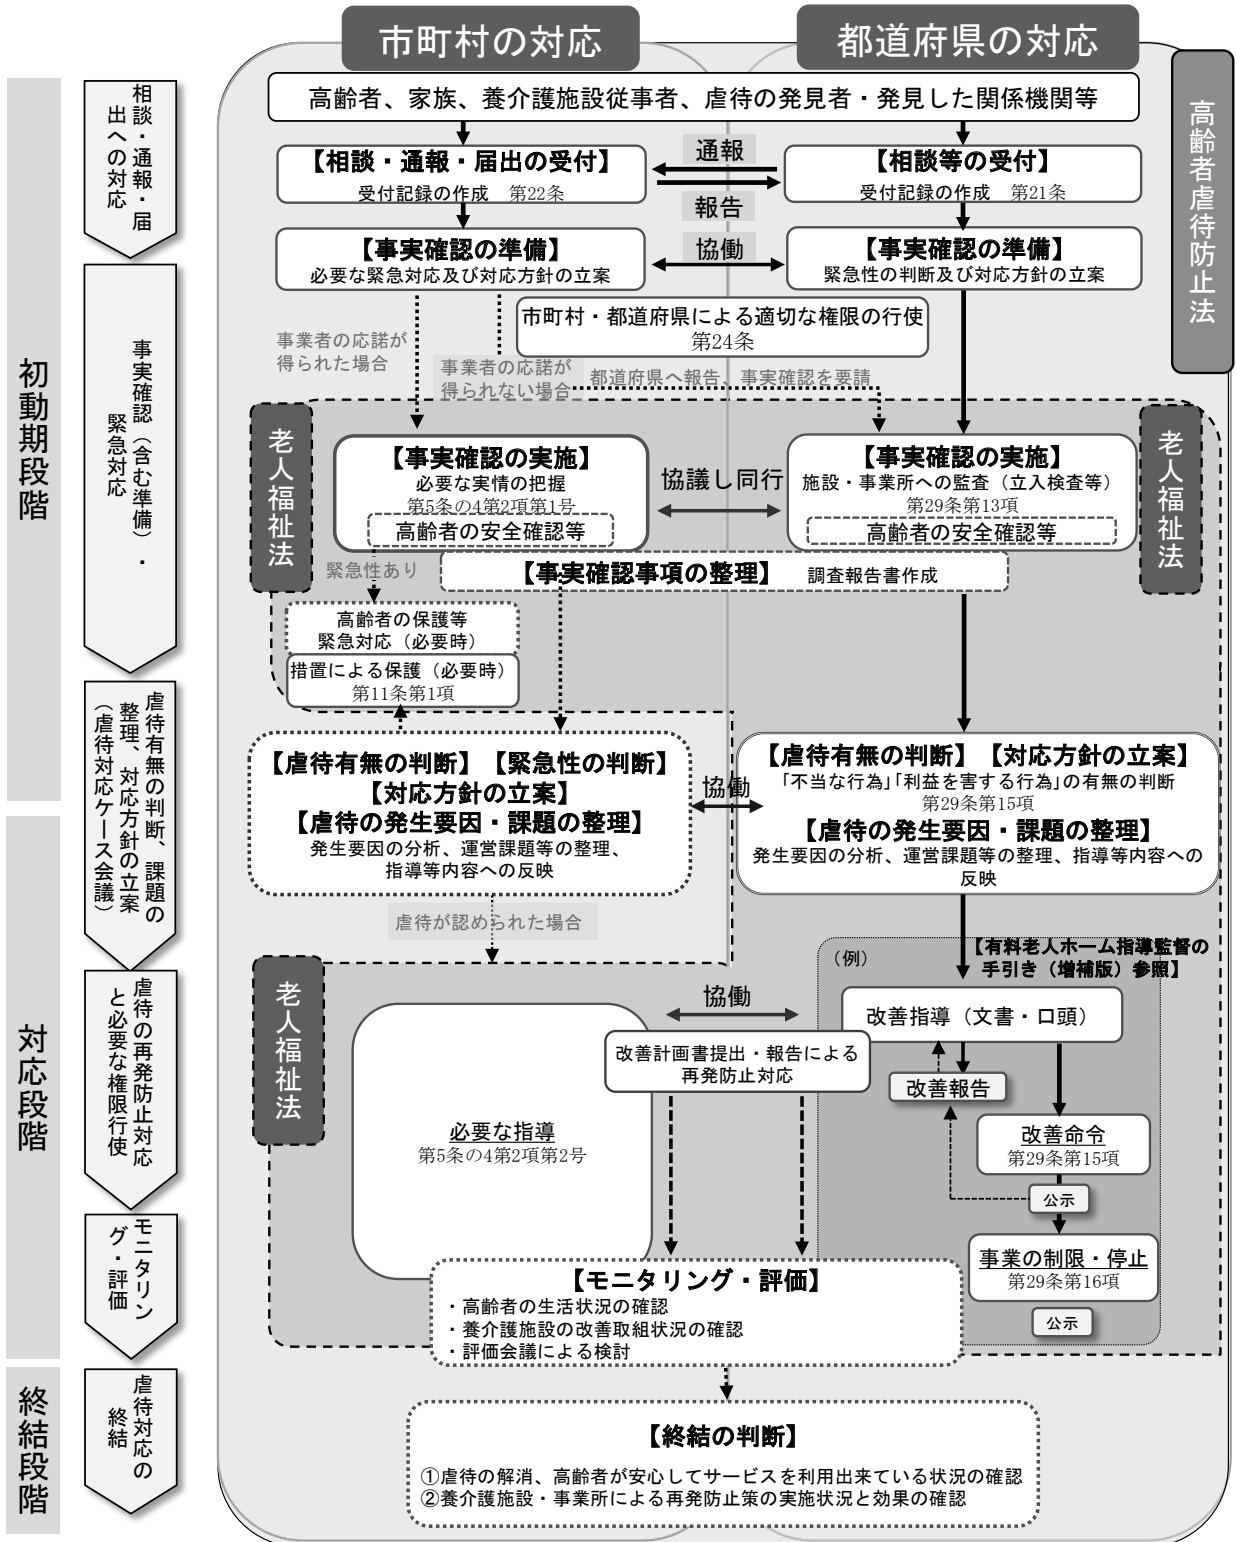 市町村の対応
都道府県の対応
高齢者虐待防止法
高齢者、家族、養介護施設従事者、虐待の発見者・発見した関係機関等
初動期段階
相談・通報・届
出への対応
【相談・通報・届出の受付】
受付記録の作成　第22条
通報
報告
【相談等の受付】
受付記録の作成　第21条
【事実確認の準備】
必要な緊急対応及び対応方針の立案
協働
【事実確認の準備】
緊急性の判断及び対応方針の立案
事実確認（含む準備）・
緊急対応
市町村・都道府県による適切な権限の行使
第24条
事業者の応諾が
得られた場合
事業者の応諾が
得られない場合
都道府県へ報告、事実確認を要請
老人福祉法
【事実確認の実施】
必要な実情の把握
第5条の4第2項第1号
高齢者の安全確認等
協議し同行
【事実確認の実施】
施設・事業所への監査（立入検査等）
第29条第13項
高齢者の安全確認等
老人福祉法
緊急性あり
【事実確認事項の整理】　調査報告書作成
高齢者の保護等
緊急対応（必要時）
措置による保護（必要時）
第11条第1項
虐待有無の判断、課題の
整理、対応方針の立案
（虐待対応ケース会議）
【虐待有無の判断】【緊急性の判断】
【対応方針の立案】
【虐待の発生要因・課題の整理】
発生要因の分析、運営課題等の整理、
指導等内容への反映
協働
【虐待有無の判断】【対応方針の立案】
「不当な行為」「利益を害する行為」の有無の判断
第29条第15項
【虐待の発生要因・課題の整理】
発生要因の分析、運営課題等の整理、指導等内容への
反映
虐待が認められた場合
対応段階
虐待の再発防止対応
と必要な権限行使
老人福祉法
必要な指導
第5条の4第2項第2号
協働
改善計画書提出・報告による
再発防止対応
（例）
【有料老人ホーム指導監督の
手引き（増補版）参照】
改善指導（文書・口頭）
改善報告
改善命令
第29条第15項
公示
事業の制限・停止
第29条第16項
公示
モニタリン
グ・評価
【モニタリング・評価】
・高齢者の生活状況の確認
・養介護施設の改善取組状況の確認
・評価会議による検討
終結段階
虐待対応の
終結
【終結の判断】
①虐待の解消、高齢者が安心してサービスを利用出来ている状況の確認
②養介護施設・事業所による再発防止策の実施状況と効果の確認